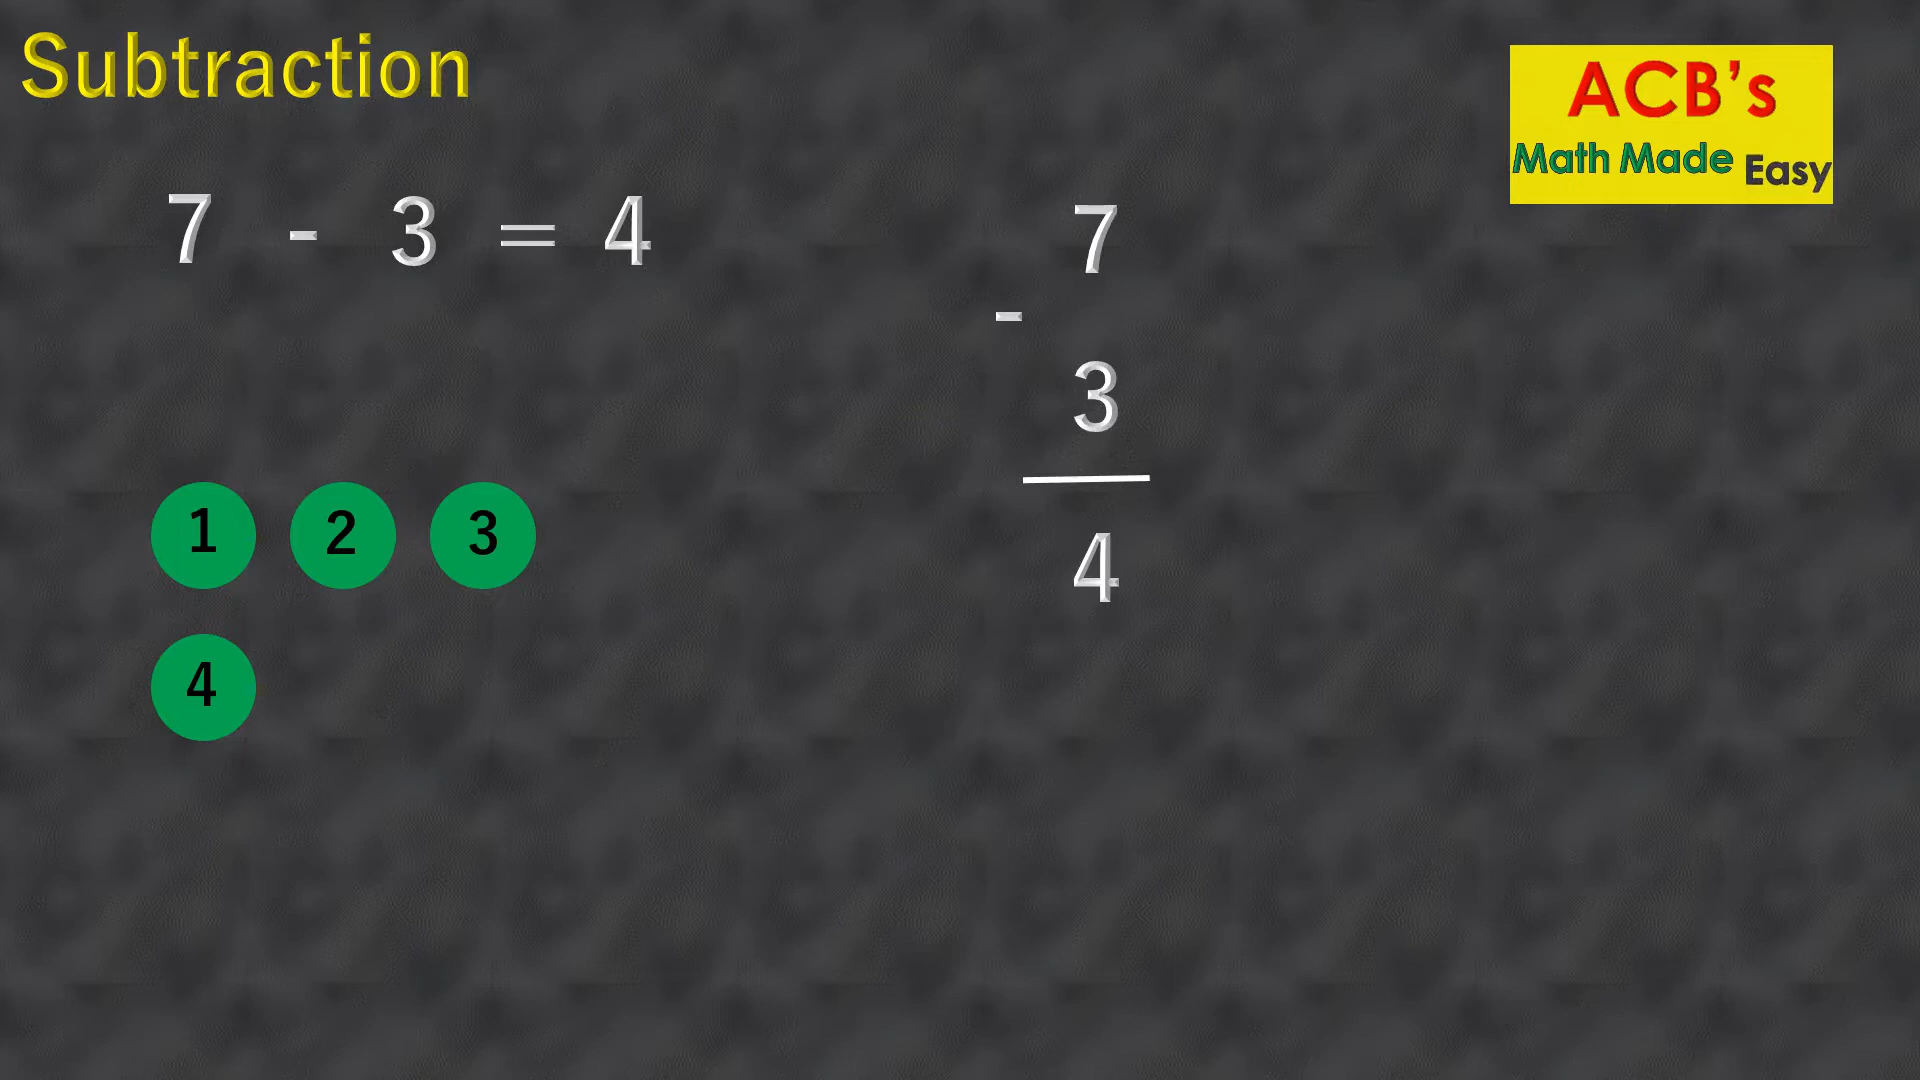 Subtraction
ACB’s
Math Made Easy
7 - 3 = 4
7
-
3
4
1 2 3
4